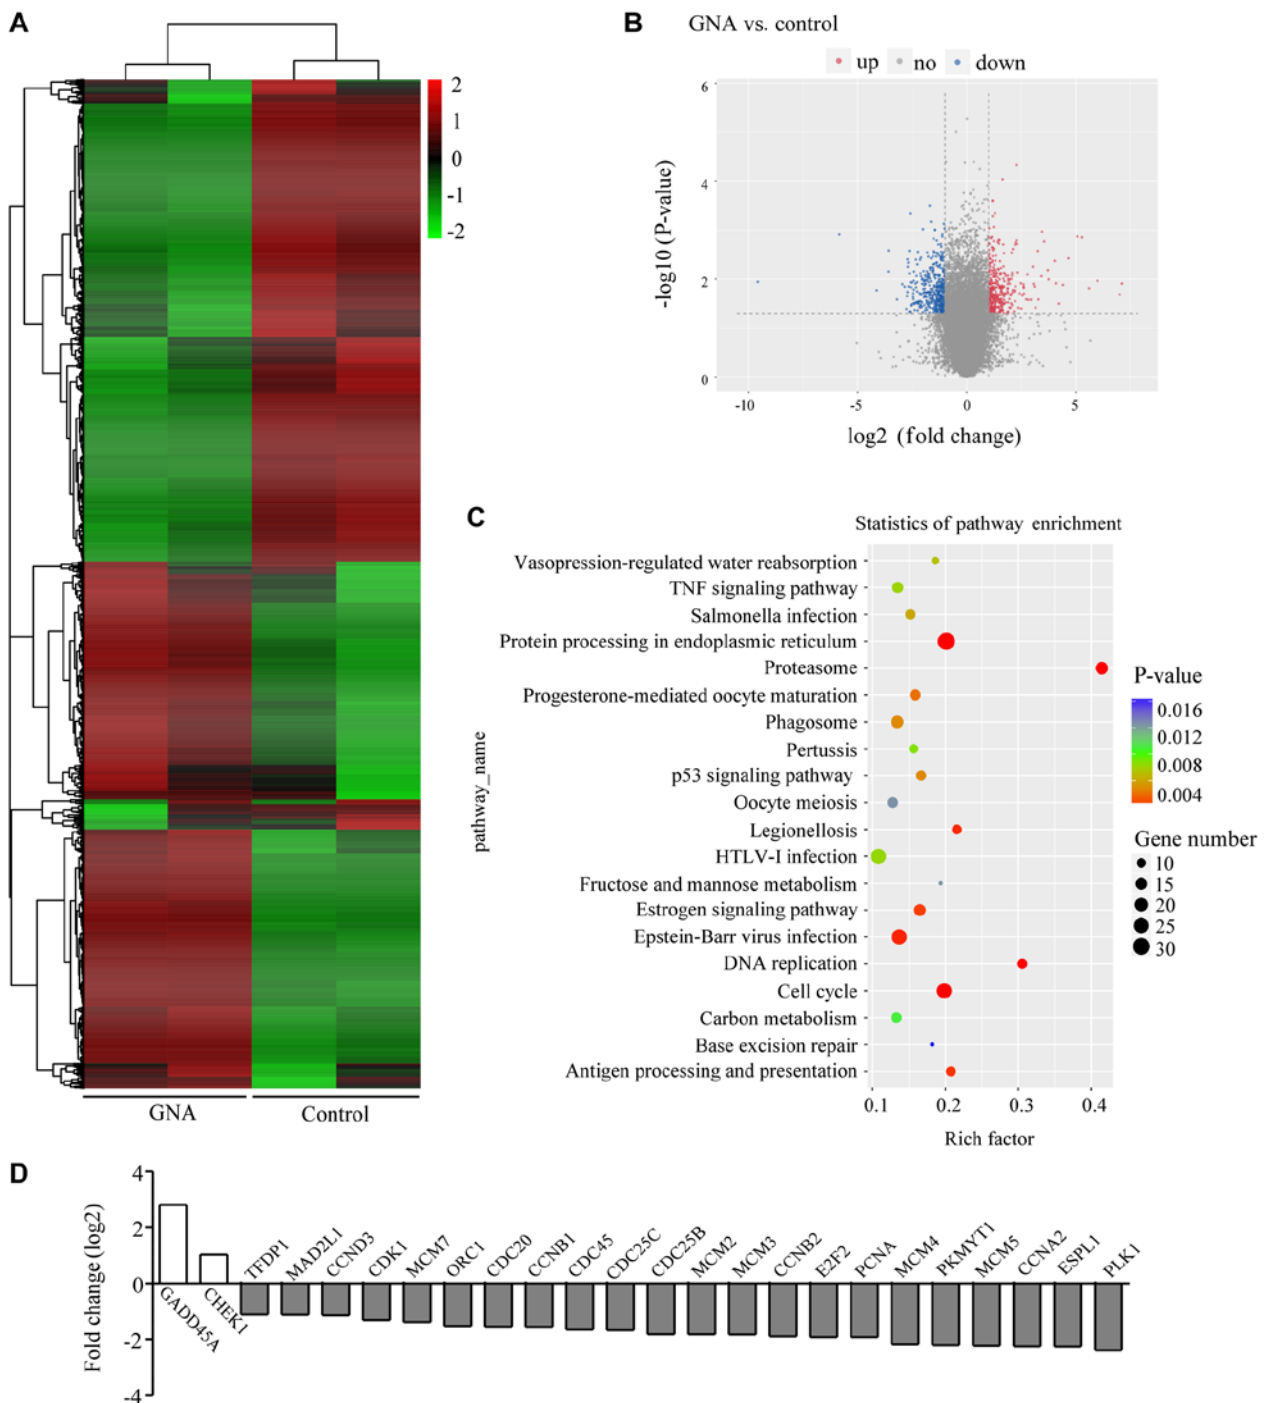 A
2
1
0
-1
-2
GNA
Control
B
GNA vs. control
up
no
down
6
4
2
0
-10
-5
0
5
-log10 (P-value)
log2 (fold change)
C
Statistics of pathway enrichment
Vasopression-regulated water reabsorption
TNF signaling pathway
Salmonella infection
Protein processing in endoplasmic reticulum
Proteasome
Progesterone-mediated oocyte maturation
Phagosome
Pertussis
p53 signaling pathway
Oocyte meiosis
Legionellosis
HTLV-I infection
Fructose and mannose metabolism
Estrogen signaling pathway
Epstein-Barr virus infection
DNA replication
Cell cycle
Carbon metabolism
Base excision repair
Antigen processing and presentation
pathway_name
0.1
0.2
0.3
0.4
Rich factor
P-value
0.016
0.012
0.008
0.004
Gene number
10
15
20
25
30
D
Fold change (log2)
4
2
0
-2
-4
GADD45A
CHEK1
TFDP1
MAD2L1
CCND3
CDK1
MCM7
ORC1
CDC20
CCNB1
CDC45
CDC25C
CDC25B
MCM2
MCM3
CCNB2
E2F2
PCNA
MCM4
PKMYT1
MCM5
CCNA2
ESPL1
PLK1